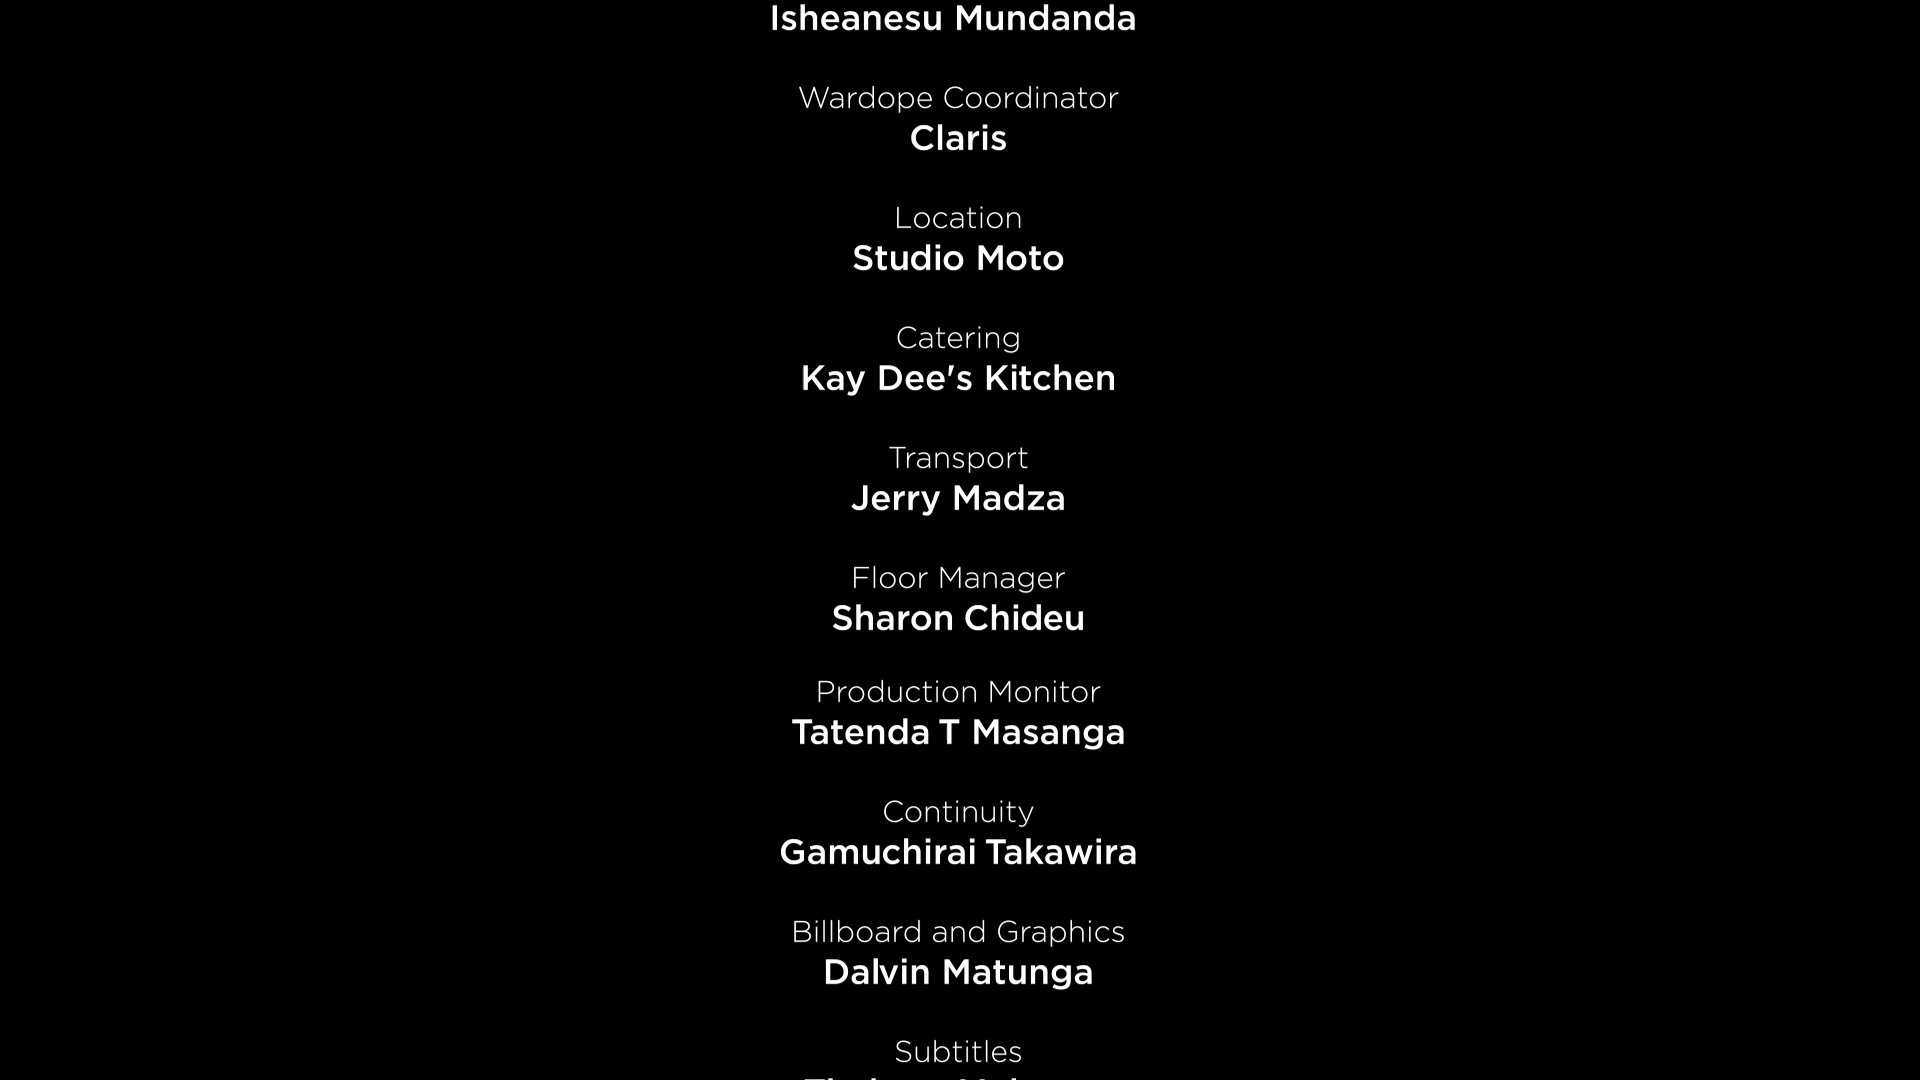 Isheanesu Mundanda
Wardope Coordinator
Claris
Location
Studio Moto
Catering
Kay Dee's Kitchen
Transport
Jerry Madza
Floor Manager
Sharon Chideu
Production Monitor
Tatenda T Masanga
Continuity
Gamuchirai Takawira
Billboard and Graphics
Dalvin Matunga
Subtitles